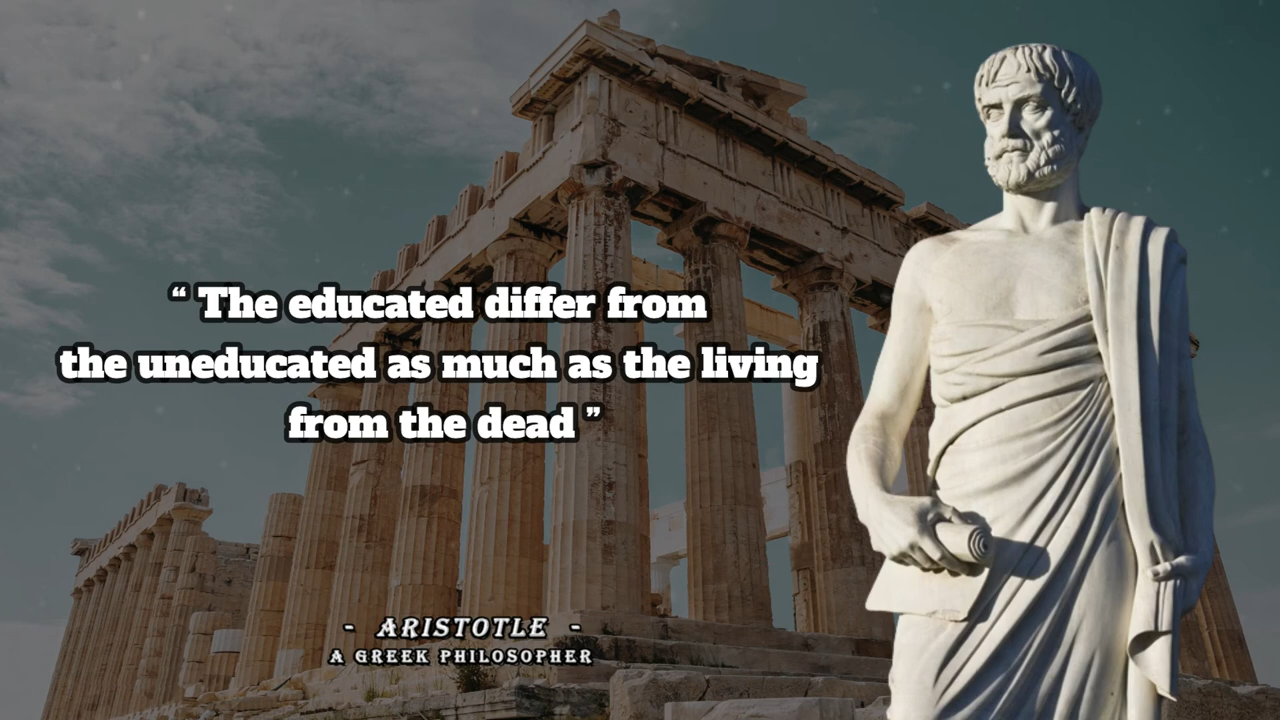 “ The educated differ from
the uneducated as much as the living
from the dead ”
- ARISTOTLE -
A GREEK PHILOSOPHER